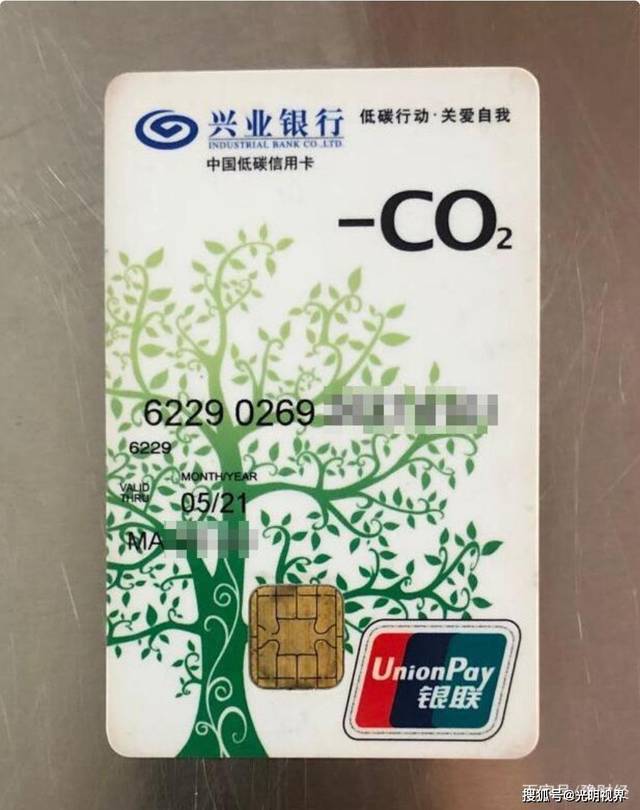 兴业银行
INDUSTRIAL BANK CO.,LTD.
低碳行动·关爱自我
中国低碳信用卡
-CO₂
6229 0269
6229
MONTH/YEAR
VALID
THRU
05/21
MA
UnionPay
银联
搜狐号@光明视界